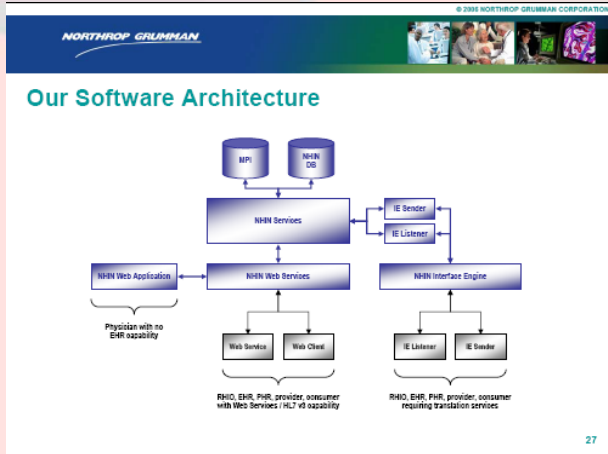 © 2005 NORTHROP GRUMMAN CORPORATION
NORTHROP GRUMMAN
Our Software Architecture
MPI
NHIN
DB
NHIN Services
IE Sender
IE Listener
NHIN Web Application
NHIN Web Services
NHIN Interface Engine
Physician with no
EHR capability
Web Service
Web Client
IE Listener
IE Sender
RHIO, EHR, PHR, provider, consumer
with Web Services / HL7 v3 capability
RHIO, EHR, PHR, provider, consumer
requiring translation services
27